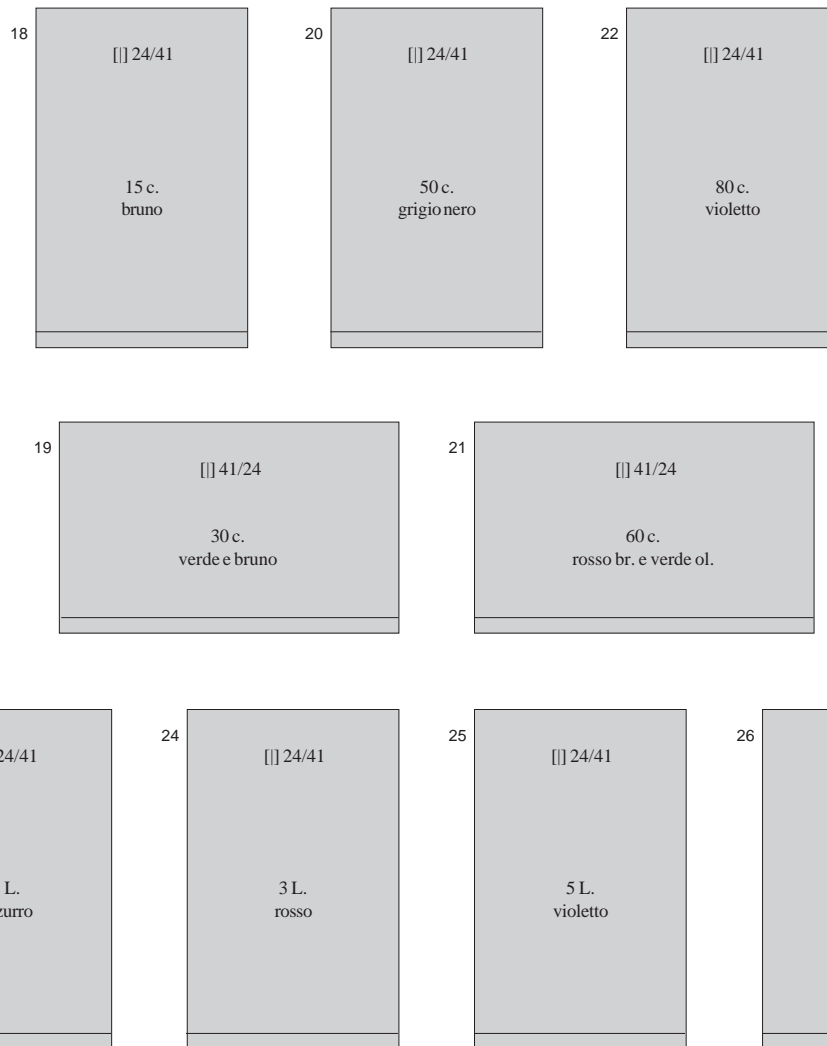 18
[|] 24/41
15 c.
bruno
20
[|] 24/41
50 c.
grigio nero
22
[|] 24/41
80 c.
violetto
19
[|] 41/24
30 c.
verde e bruno
21
[|] 41/24
60 c.
rosso br. e verde ol.
24/41
L.
24
[|] 24/41
3 L.
rosso
25
[|] 24/41
5 L.
violetto
26